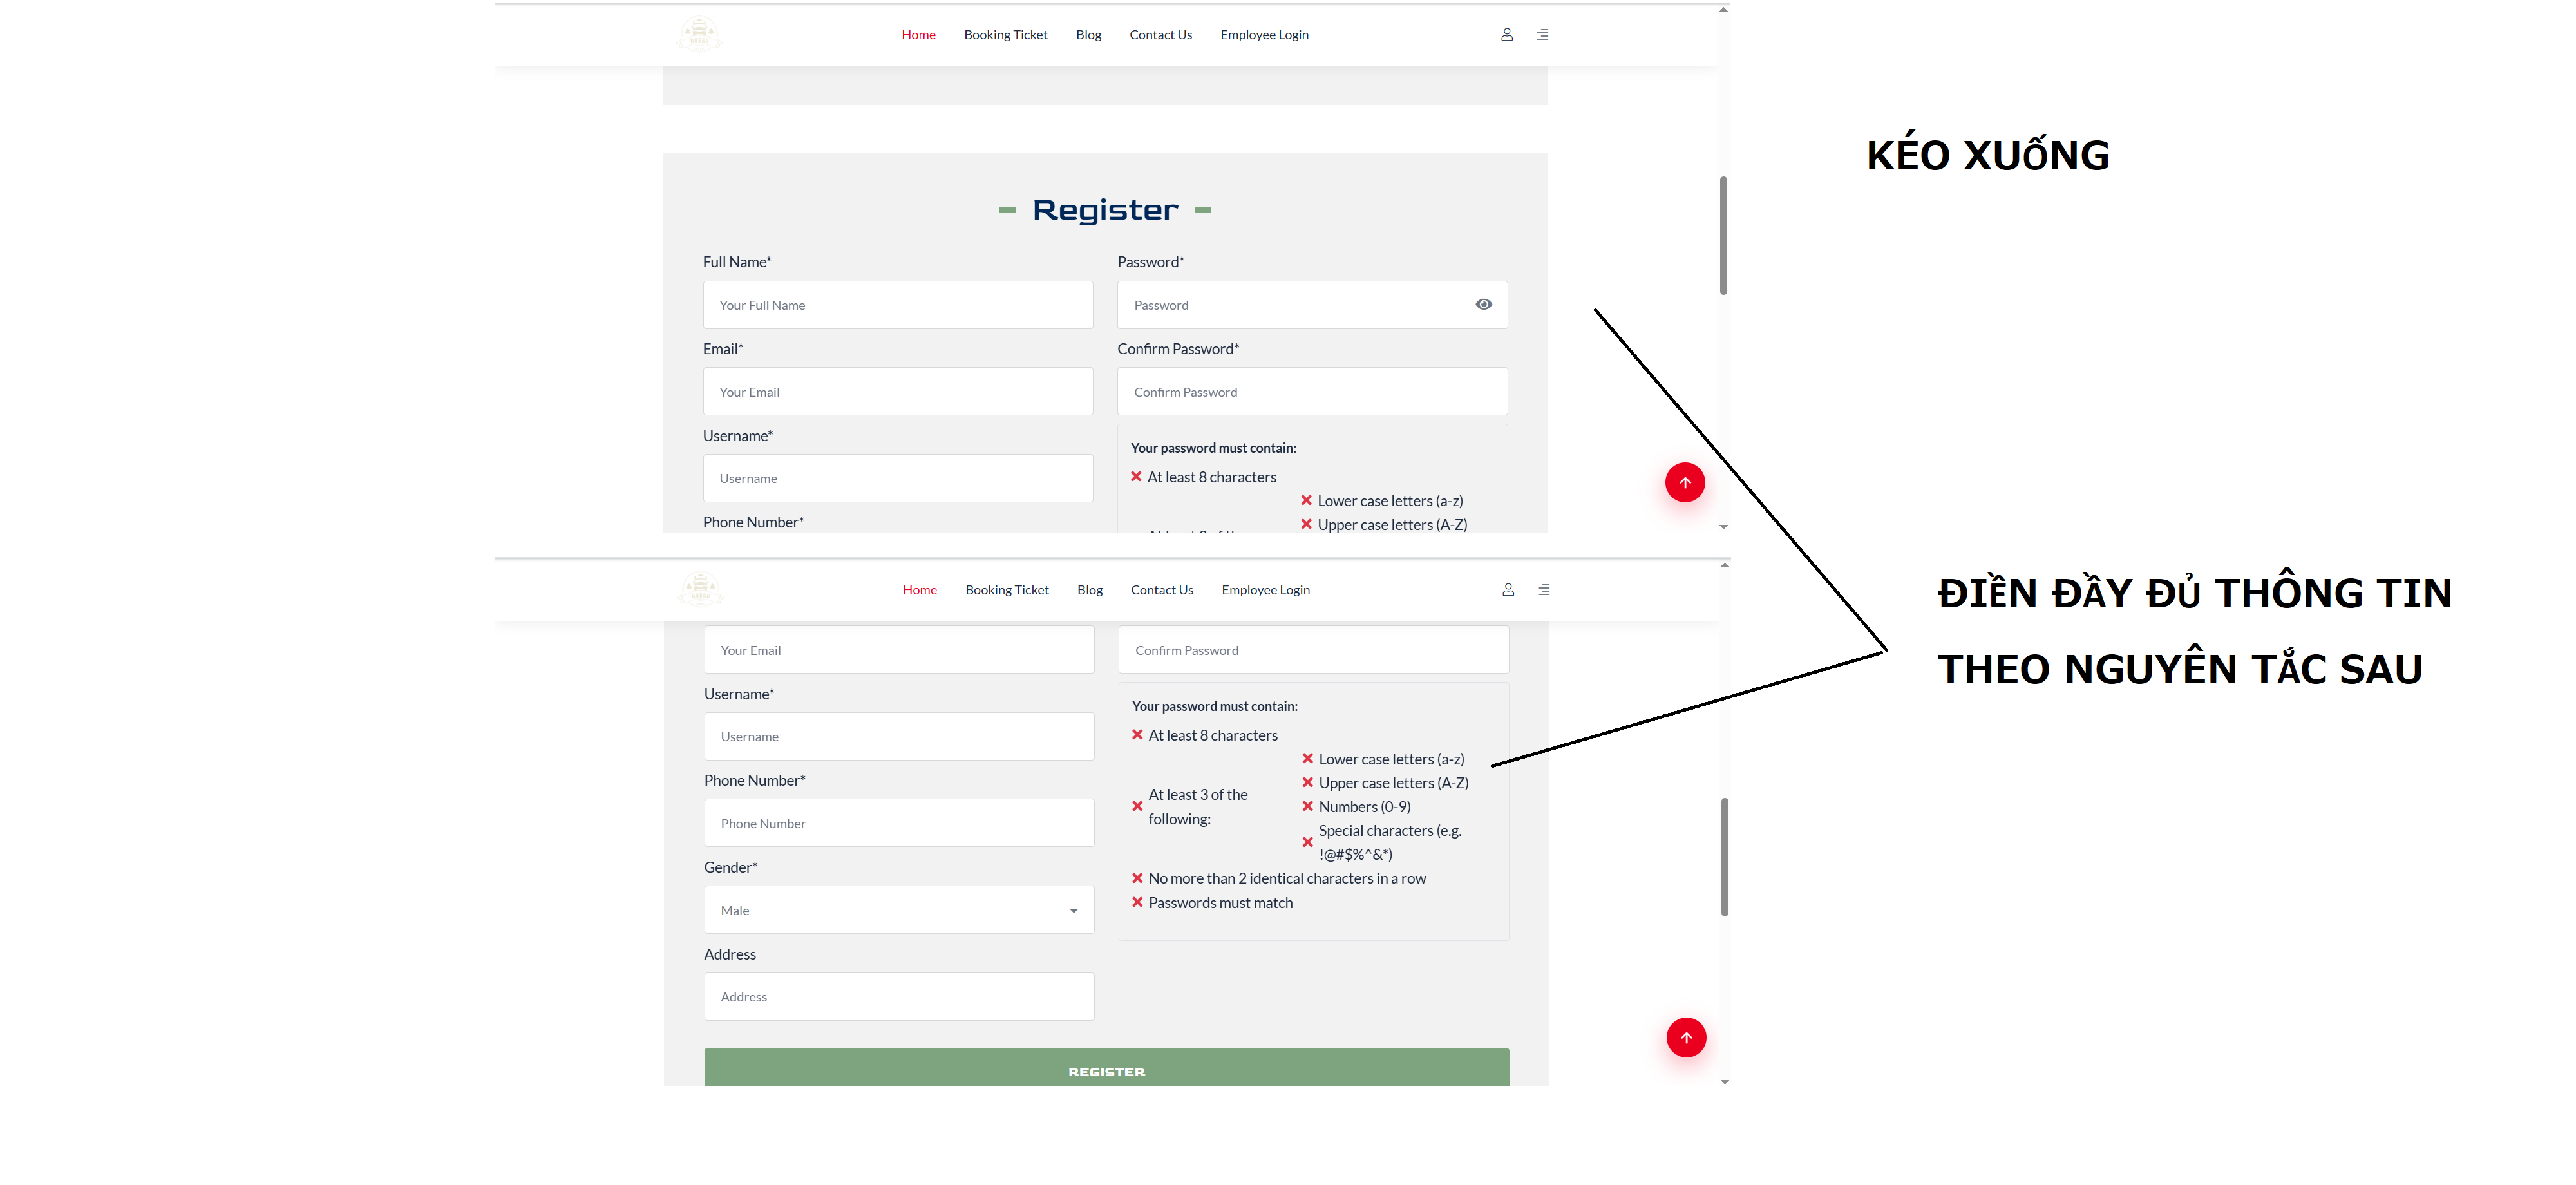 Home Booking Ticket Blog Contact Us Employee Login
KÉO XUỐNG
Register
Full Name* Password*
Your Full Name Password
Email* Confirm Password*
Your Email Confirm Password
Username* Your password must contain:
At least 8 characters
Username
Lower case letters (a-z)
Phone Number* Upper case letters (A-Z)
Home Booking Ticket Blog Contact Us Employee Login
ĐIỀN ĐẦY ĐỦ THÔNG TIN
THEO NGUYÊN TẮC SAU
Your Email Confirm Password
Username* Your password must contain:
Username At least 8 characters
Lower case letters (a-z)
Phone Number* Upper case letters (A-Z)
At least 3 of the
following:
Numbers (0-9)
Phone Number Special characters (e.g.
!@#$%^&*)
Gender* No more than 2 identical characters in a row
Male Passwords must match
Address
Address
REGISTER